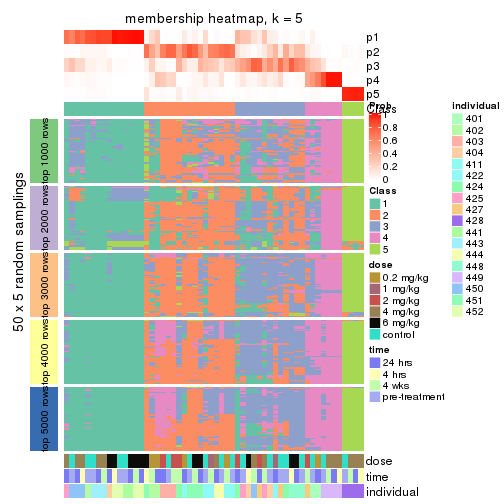 membership heatmap, k = 5
p1
p2
p3
p4
p5
Class
Prob
1
0.8
0.6
0.4
0.2
0
Class
1
2
3
4
5
dose
0.2 mg/kg
1 mg/kg
2 mg/kg
4 mg/kg
6 mg/kg
control
time
24 hrs
4 hrs
4 wks
pre-treatment
individual
401
402
403
404
411
422
424
425
427
428
441
443
444
448
449
450
451
452
50 x 5 random samplings
top 1000 rows
top 2000 rows
top 3000 rows
top 4000 rows
top 5000 rows
dose
time
individual